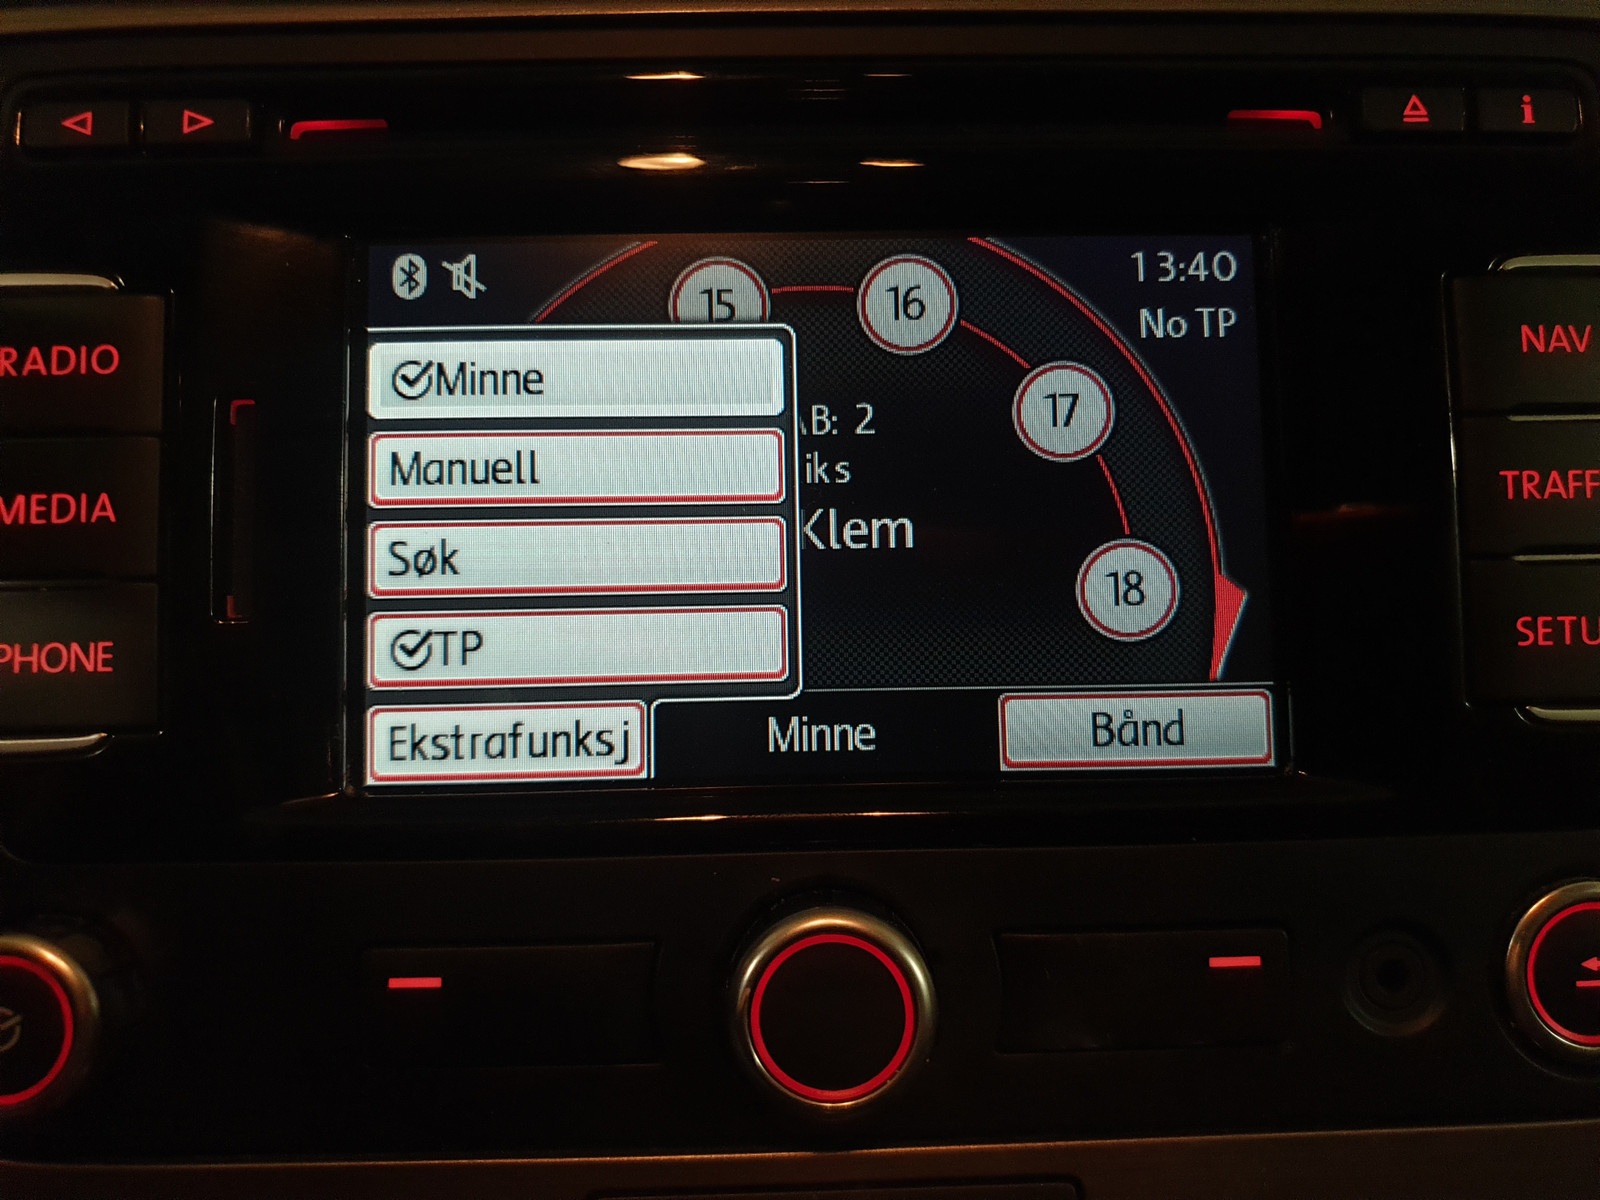 i
RADIO
MEDIA
PHONE
15
16
17
18
13:40
No TP
Minne
Manuell
Søk
TP
AB: 2
iks
Klem
Ekstrafunksj
Minne
Bånd
NAV
TRAFF
SETU